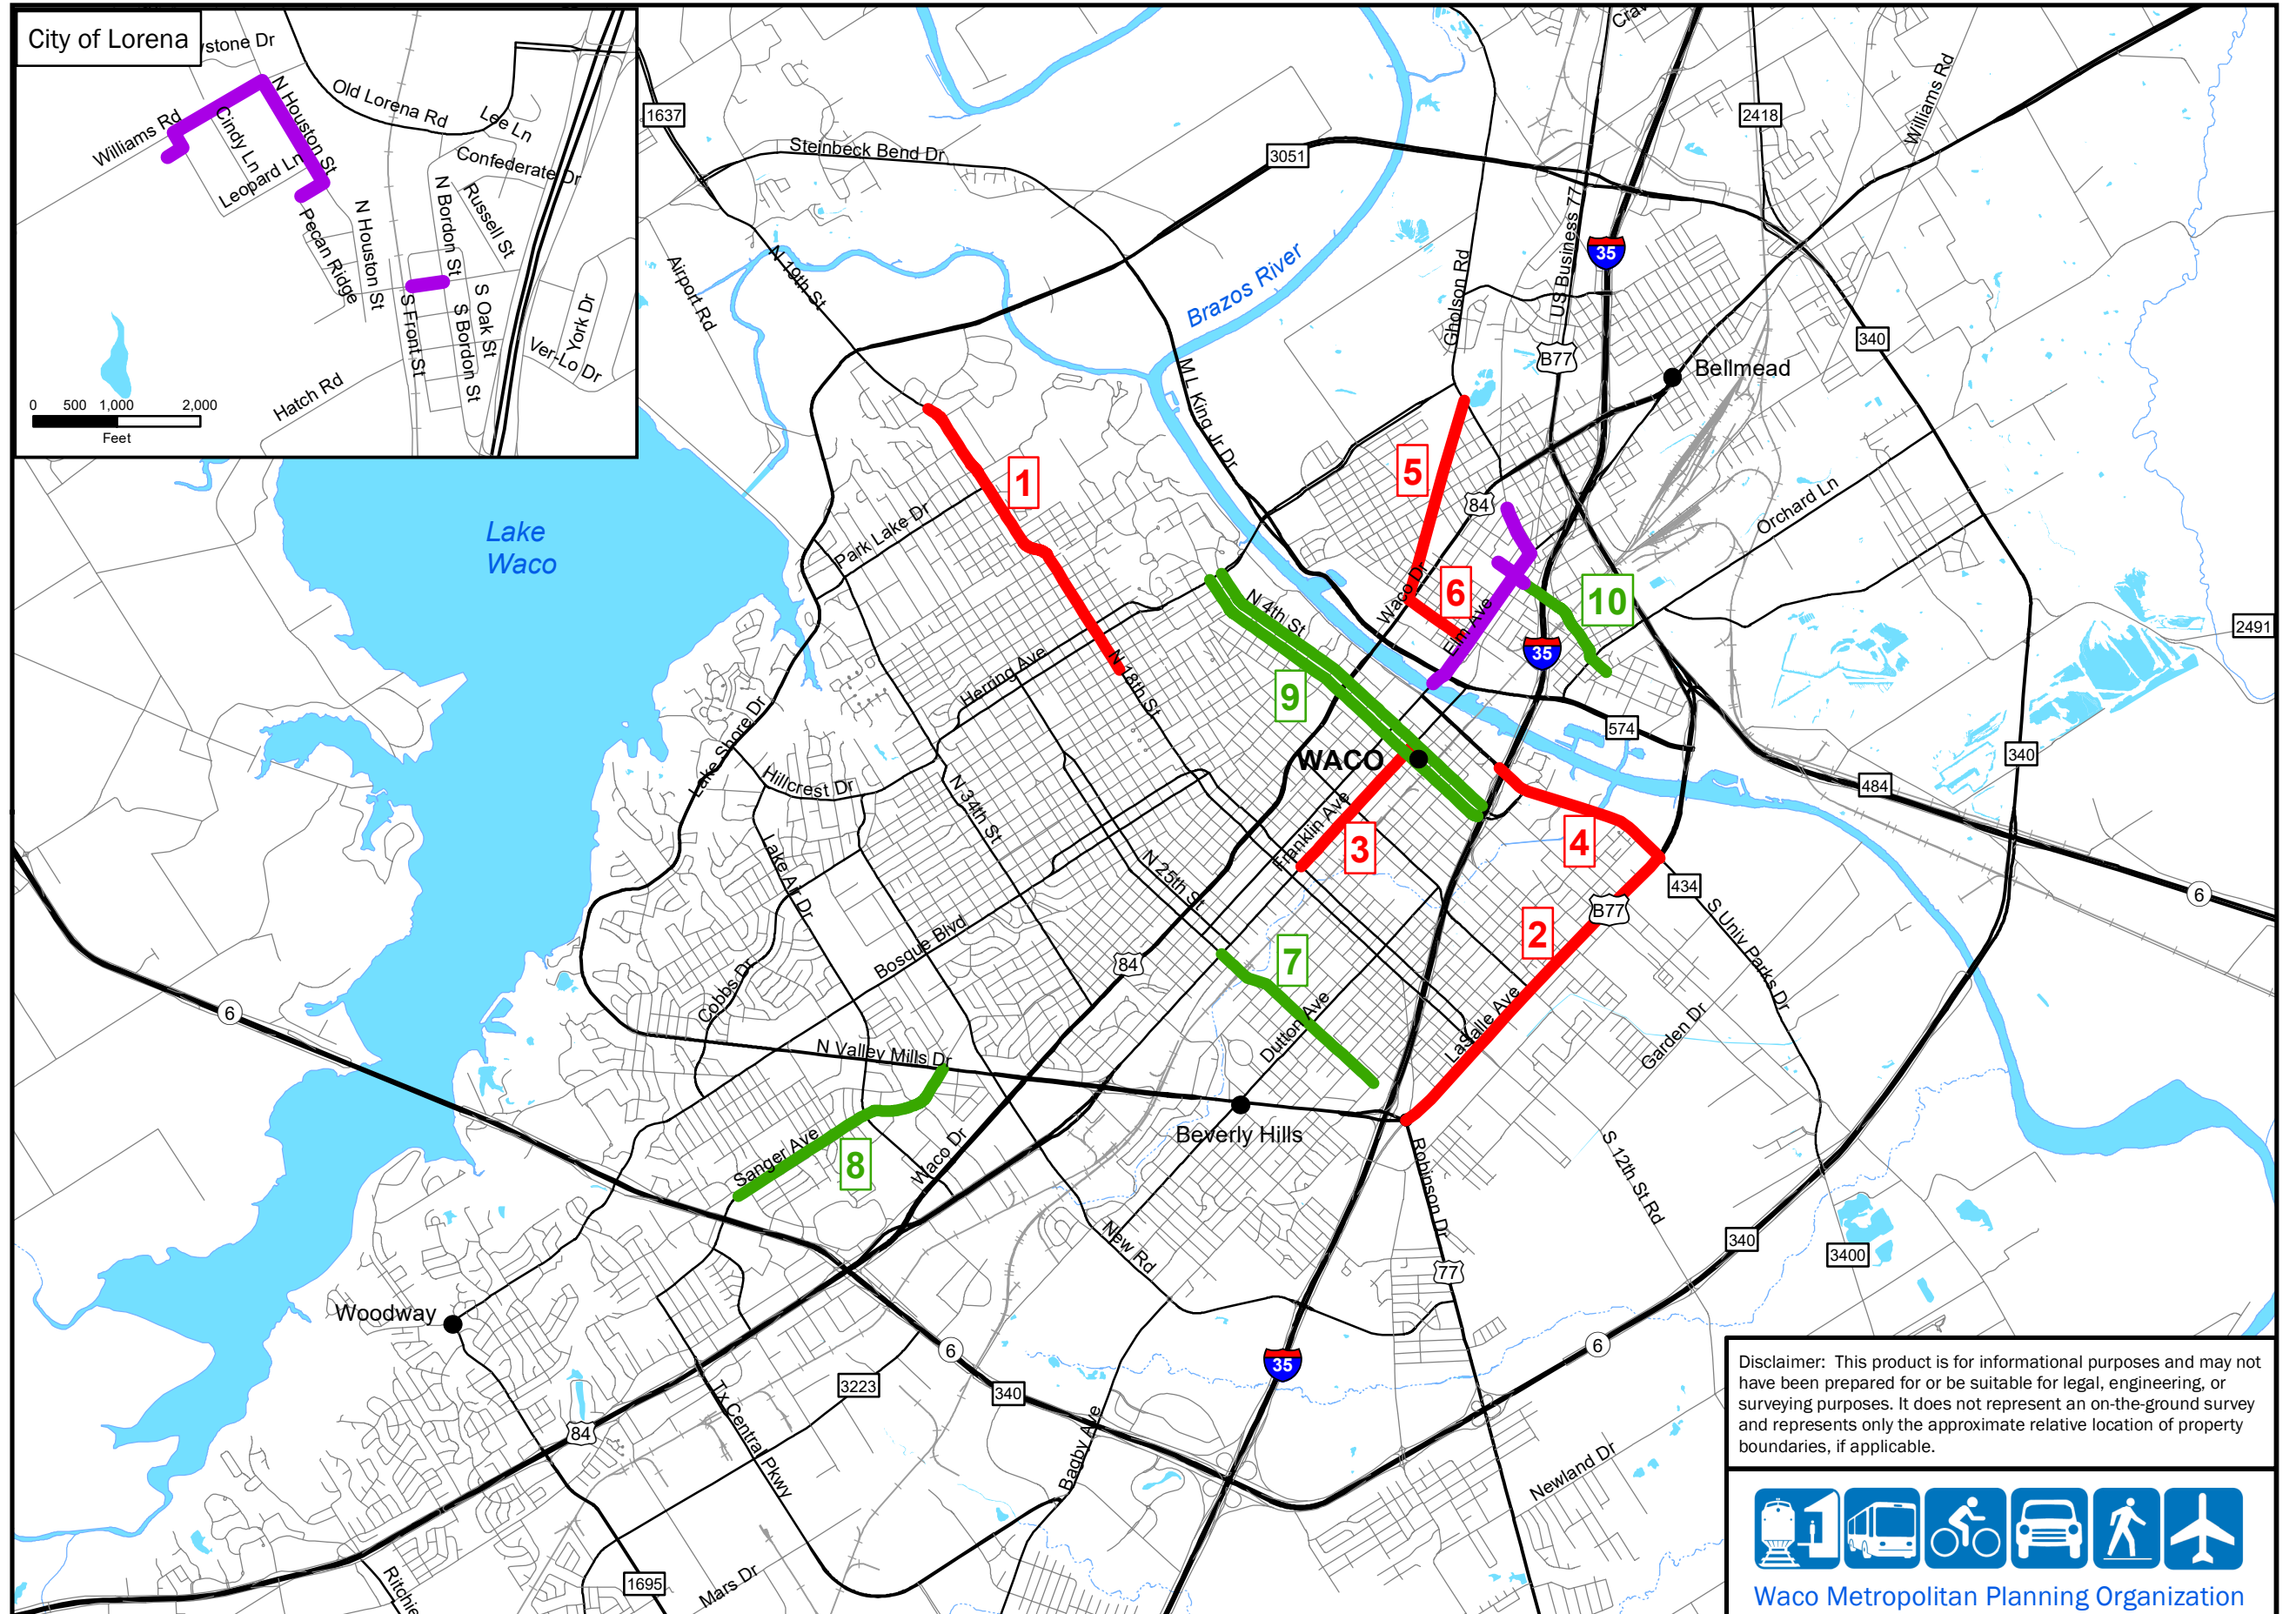 City of Lorena
ystone Dr
Old Lorena Rd
Lee Ln
N Houston St
Cindy Ln
Williams Rd
Leopard Ln
Confederate Dr
N Bordon St
Russell St
Pecan Ridge
N Houston St
S Front St
S Bordon St
S Oak St
York Dr
Ver-Lo Dr
Hatch Rd
0 500 1,000 2,000
Feet
1637
Steinbeck Bend Dr
3051
Crav
2418
Williams Rd
Airport Rd
N 19th St
Brazos River
Gholson Rd
US Business 77
35
B77
Bellmead
340
M L King Jr Dr
Lake
Waco
1
5
84
Park Lake Dr
Orchard Ln
Waco Dr
6
10
Elm Ave
N 4th St
2491
35
Herring Ave
N 18th St
9
574
Lake Shore Dr
WACO
340
Hillcrest Dr
484
N 34th St
Franklin Ave
3
4
Lake Air Dr
N 25th St
434
6
B77
S Univ Parks Dr
2
Bosque Blvd
84
7
Cobbs Dr
6
LaSalle Ave
Dutton Ave
Garden Dr
N Valley Mills Dr
Beverly Hills
Sanger Ave
8
Waco Dr
Robinson Dr
S 12th St Rd
New Rd
340
3400
77
Woodway
6
6
35
3223
340
84
Tx Central Pkwy
Bagby Ave
Newland Dr
1695
Mars Dr
Ritchie
Disclaimer: This product is for informational purposes and may not
have been prepared for or be suitable for legal, engineering, or
surveying purposes. It does not represent an on-the-ground survey
and represents only the approximate relative location of property
boundaries, if applicable.
Waco Metropolitan Planning Organization